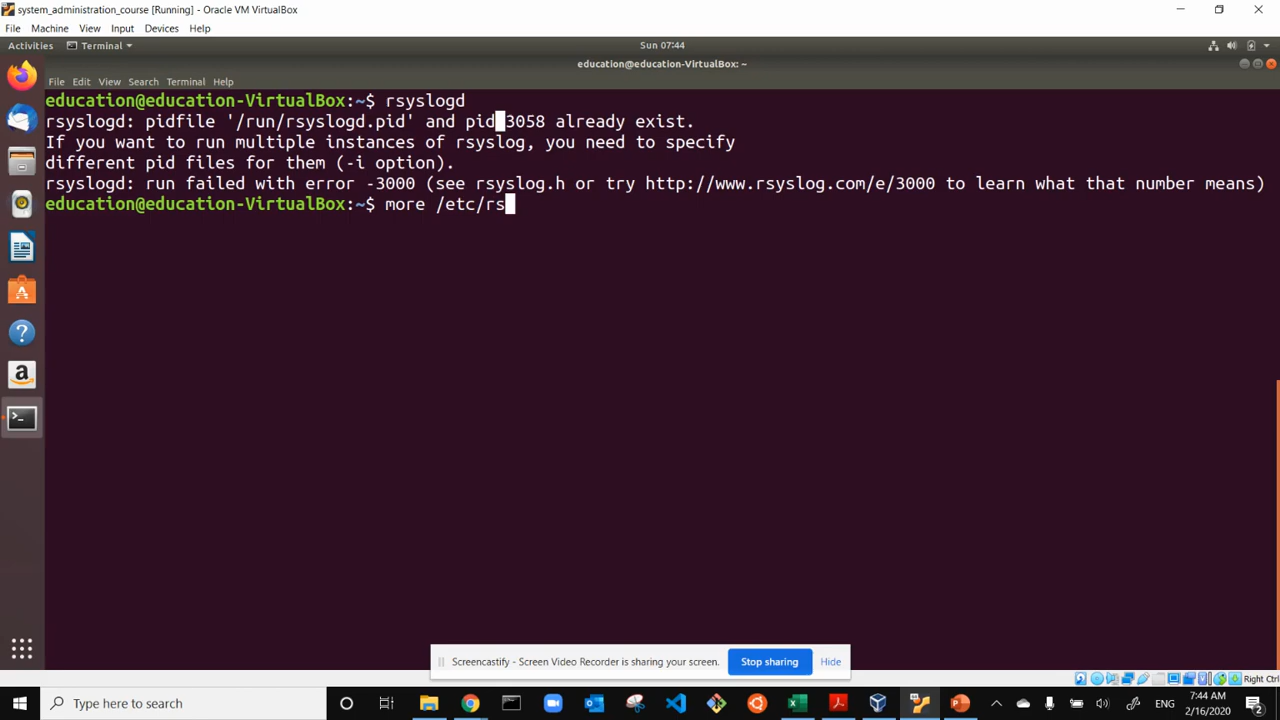 system_administration_course [Running] - Oracle VM VirtualBox
File Machine View Input Devices Help
Activities Terminal Sun 07:44
education@education-VirtualBox: ~
File Edit View Search Terminal Help
education@education-VirtualBox:~$ rsyslogd
rsyslogd: pidfile '/run/rsyslogd.pid' and pid 3058 already exist.
If you want to run multiple instances of rsyslog, you need to specify
different pid files for them (-i option).
rsyslogd: run failed with error -3000 (see rsyslog.h or try http://www.rsyslog.com/e/3000 to learn what that number means)
education@education-VirtualBox:~$ more /etc/rs
Screencastify - Screen Video Recorder is sharing your screen. Stop sharing Hide
Right Ctrl
Type here to search
ENG
7:44 AM
2/16/2020
2